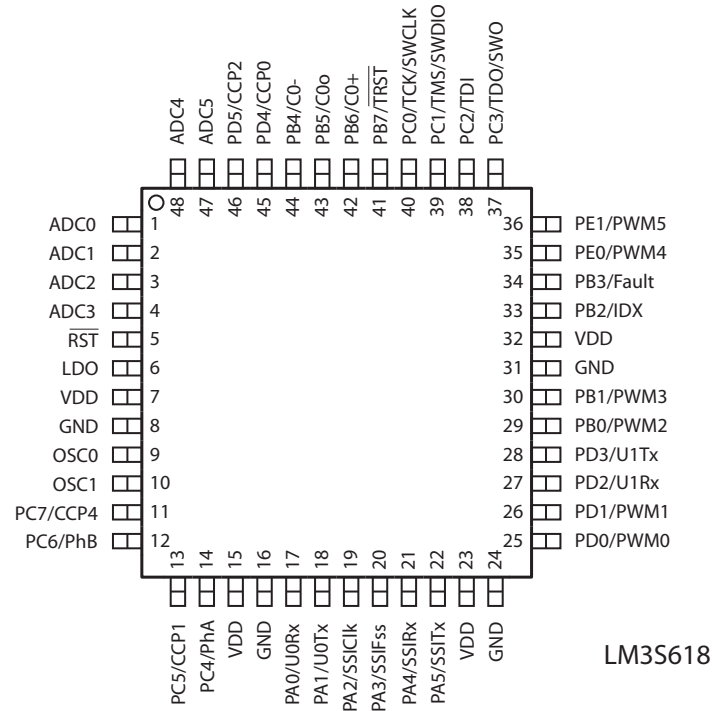 ADC4
ADC5
PD5/CCP2
PD4/CCP0
PB4/C0-
PB5/C0o
PB6/C0+
PB7/TRST
PC0/TCK/SWCLK
PC1/TMS/SWDIO
PC2/TDI
PC3/TDO/SWO
48
47
46
45
44
43
42
41
40
39
38
37
ADC0 1
ADC1 2
ADC2 3
ADC3 4
RST 5
LDO 6
VDD 7
GND 8
OSC0 9
OSC1 10
PC7/CCP4 11
PC6/PhB 12
36 PE1/PWM5
35 PE0/PWM4
34 PB3/Fault
33 PB2/IDX
32 VDD
31 GND
30 PB1/PWM3
29 PB0/PWM2
28 PD3/U1Tx
27 PD2/U1Rx
26 PD1/PWM1
25 PD0/PWM0
13
14
15
16
17
18
19
20
21
22
23
24
PC5/CCP1
PC4/PhA
VDD
GND
PA0/U0Rx
PA1/U0Tx
PA2/SSIClk
PA3/SSIFss
PA4/SSIRx
PA5/SSITx
VDD
GND
LM3S618